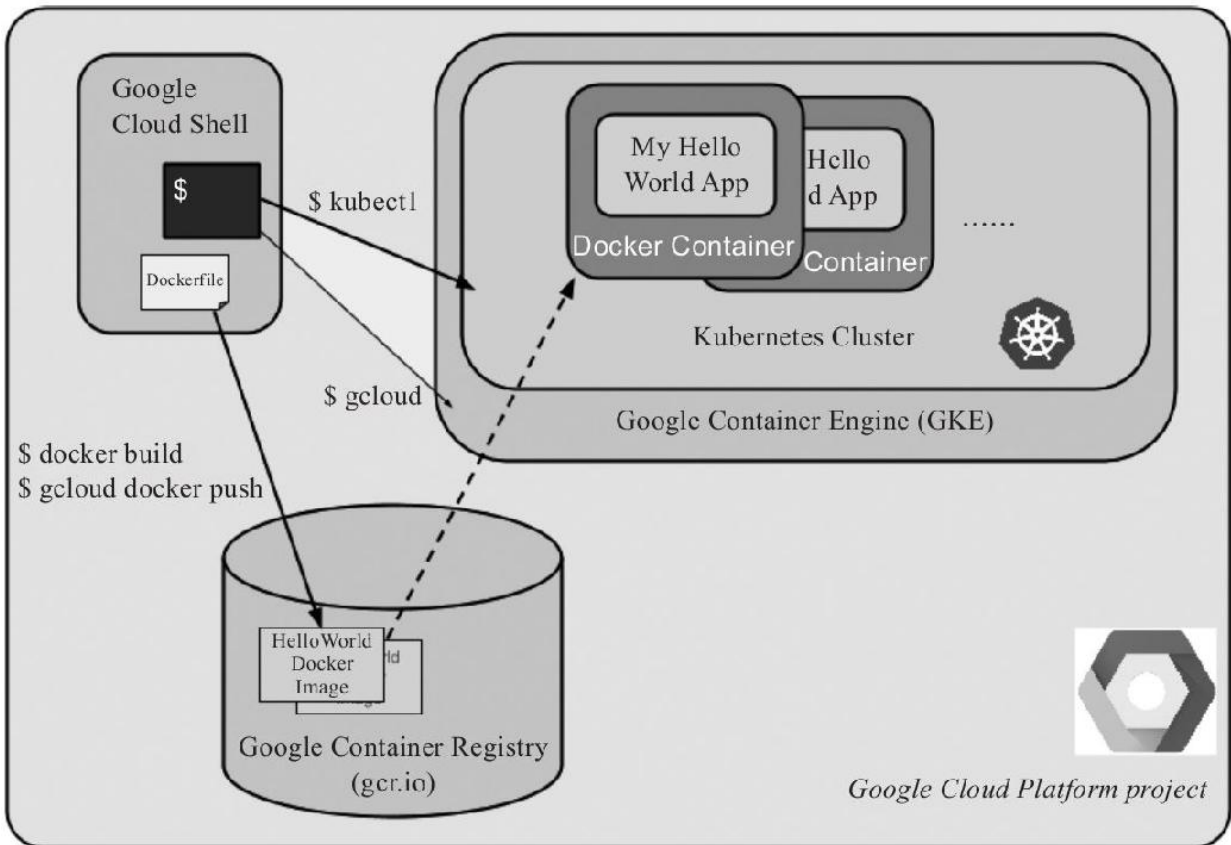 Google
Cloud Shell
$
Dockerfile
$ kubectl
$ gcloud
$ docker build
$ gcloud docker push
My Hello
World App
Docker Container
Hello
d App
Container
......
Kubernetes Cluster
Google Container Engine (GKE)
HelloWorld
Docker
Image
rld
Google Container Registry
(gcr.io)
Google Cloud Platform project